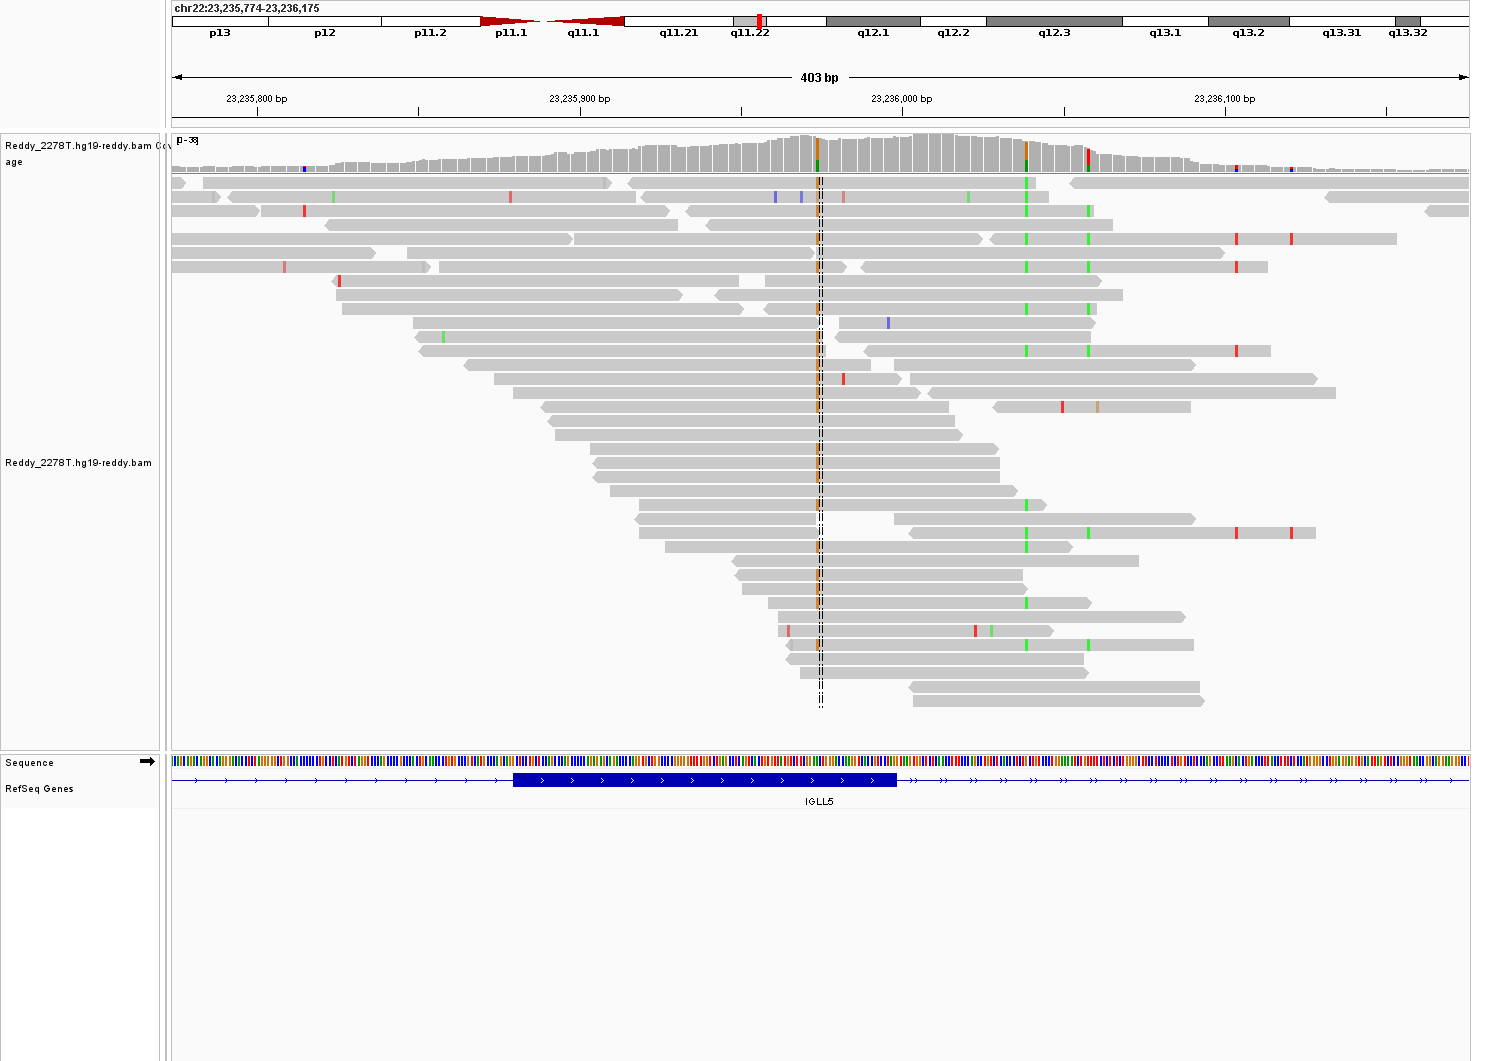 chr22:23,235,774-23,236,175
p13 p12 p11.2 p11.1 q11.1 q11.21 q11.22 q12.1 q12.2 q12.3 q13.1 q13.2 q13.31 q13.32
403 bp
23,235,800 bp 23,235,900 bp 23,236,000 bp 23,236,100 bp
[0-38]
Reddy_2278T.hg19-reddy.bam Cov
age
Reddy_2278T.hg19-reddy.bam
Sequence
RefSeq Genes
IGLL5